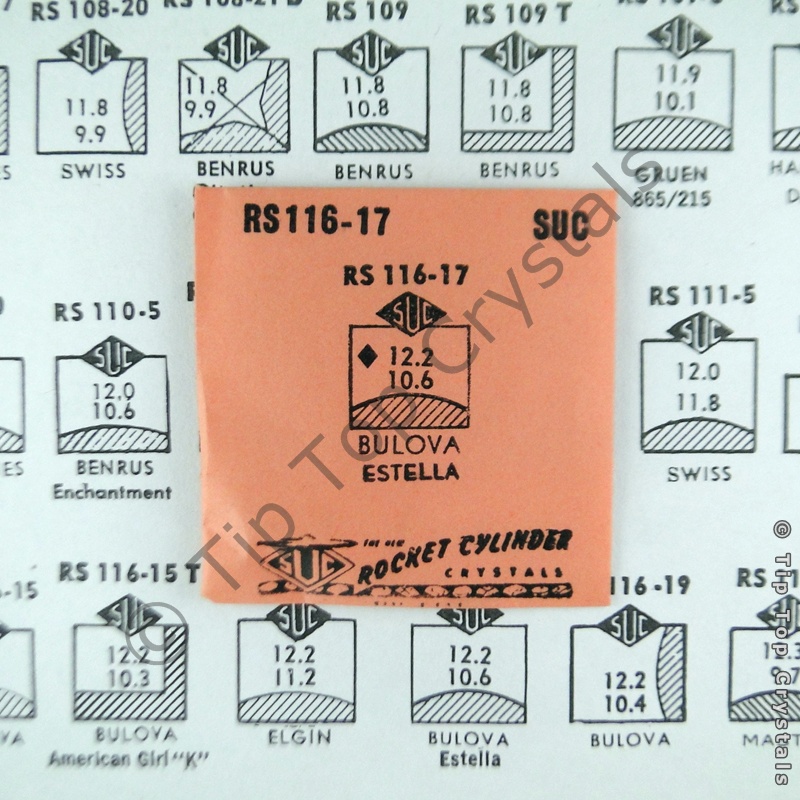 RS 108-20
RS 109
RS 109 T
SUC
SUC
SUC
SUC
SUC
11.8
9.9
11.8
9.9
11.8
10.8
11.8
10.8
11.9
10.1
SWISS
BENRUS
BENRUS
BENRUS
GRUEN
865/215
RS116-17
SUC
RS 116-17
SUC
12.2
10.6
BULOVA
ESTELLA
SUC
ROCKET CYLINDER
CRYSTALS
RS 110-5
SUC
12.0
10.6
BENRUS
Enchantment
RS 111-5
SUC
12.0
11.8
SWISS
RS 116-15 T
116-19
SUC
SUC
SUC
SUC
SUC
12.2
10.3
12.2
11.2
12.2
10.6
12.2
10.4
BULOVA
American Girl "K"
ELGIN
BULOVA
Estella
BULOVA
© Tip Top Crystals
© Tip Top Crystals